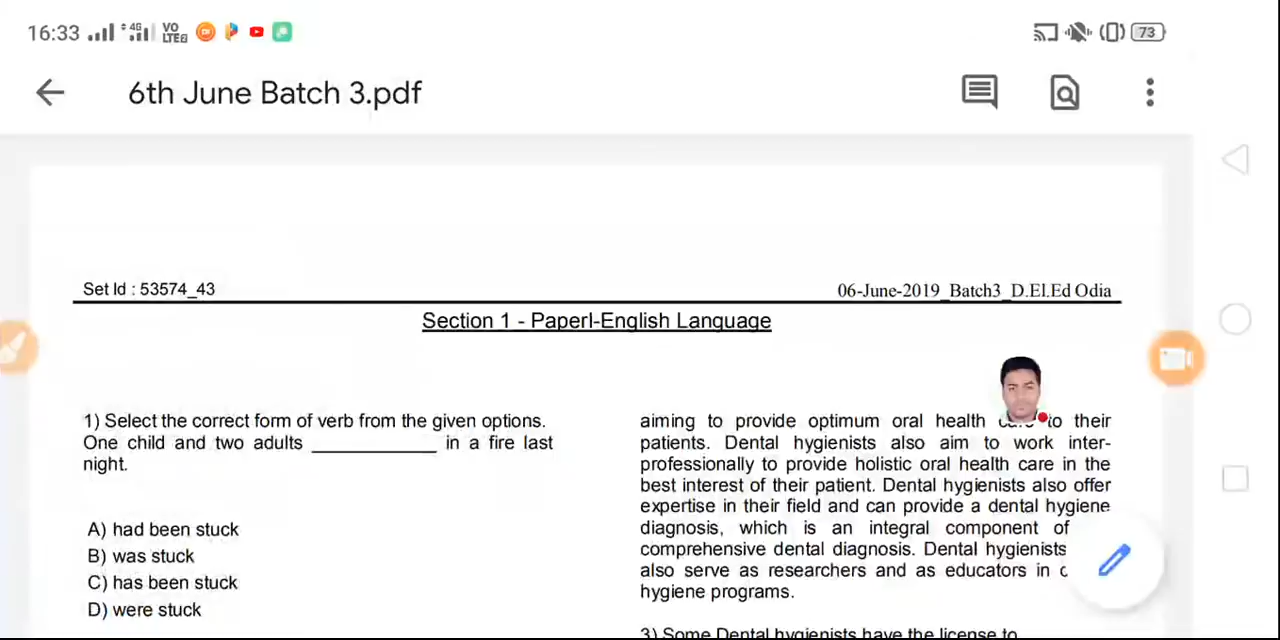 16:33 4G VO LTE2 73
6th June Batch 3.pdf
Set Id : 53574_43
06-June-2019_Batch3_D.El.Ed Odia
Section 1 - PaperI-English Language
1) Select the correct form of verb from the given options.
One child and two adults ____________ in a fire last
night.
A) had been stuck
B) was stuck
C) has been stuck
D) were stuck
aiming to provide optimum oral health care to their
patients. Dental hygienists also aim to work inter-
professionally to provide holistic oral health care in the
best interest of their patient. Dental hygienists also offer
expertise in their field and can provide a dental hygiene
diagnosis, which is an integral component of
comprehensive dental diagnosis. Dental hygienists
also serve as researchers and as educators in
hygiene programs.
3) Some Dental hygienists have the license to